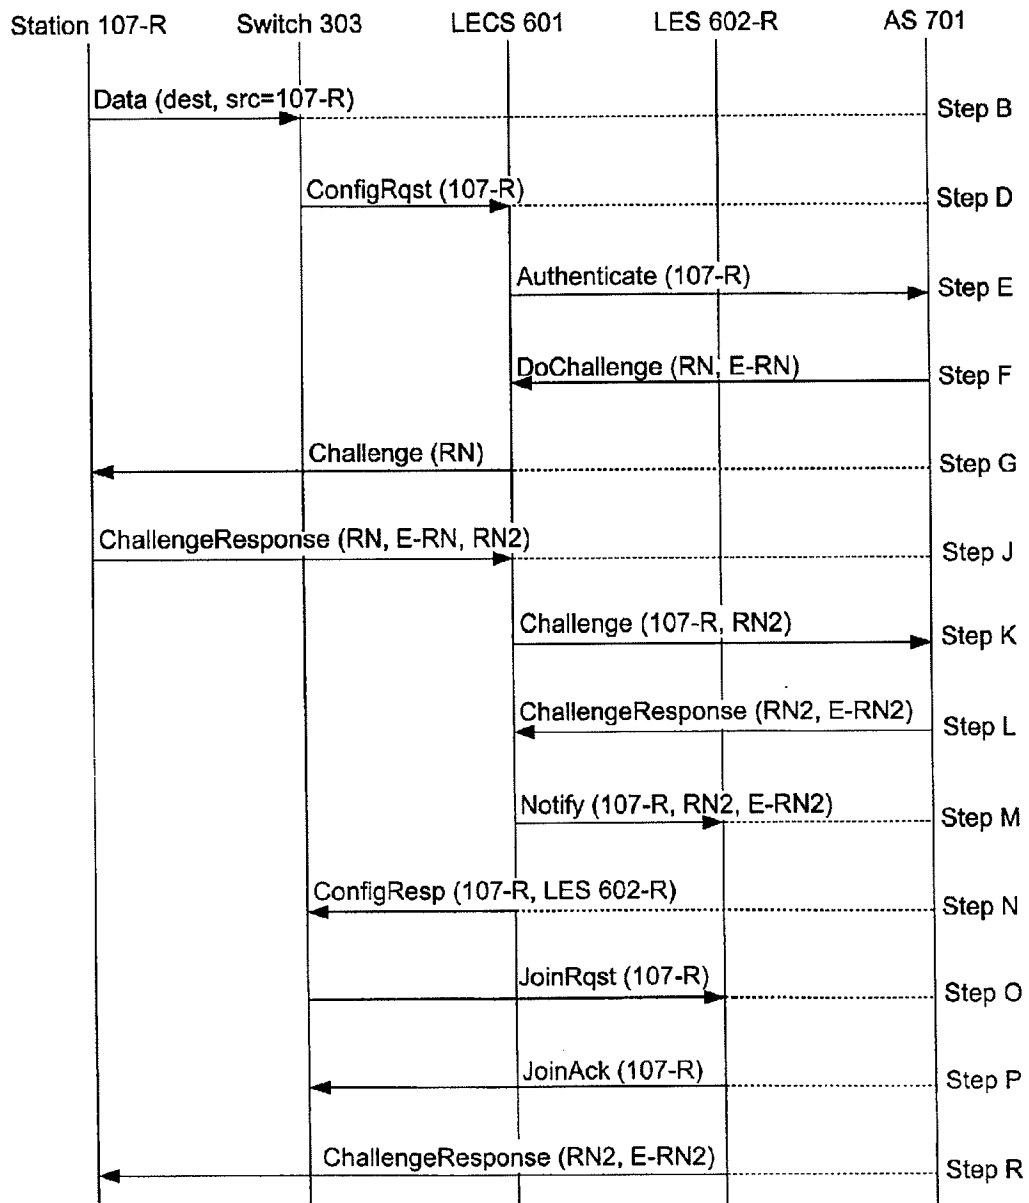 Station 107-R Switch 303 LECS 601 LES 602-R AS 701
Data (dest, src=107-R) Step B
ConfigRqst (107-R) Step D
Authenticate (107-R) Step E
DoChallenge (RN, E-RN) Step F
Challenge (RN) Step G
ChallengeResponse (RN, E-RN, RN2) Step J
Challenge (107-R, RN2) Step K
ChallengeResponse (RN2, E-RN2) Step L
Notify (107-R, RN2, E-RN2) Step M
ConfigResp (107-R, LES 602-R) Step N
JoinRqst (107-R) Step O
JoinAck (107-R) Step P
ChallengeResponse (RN2, E-RN2) Step R